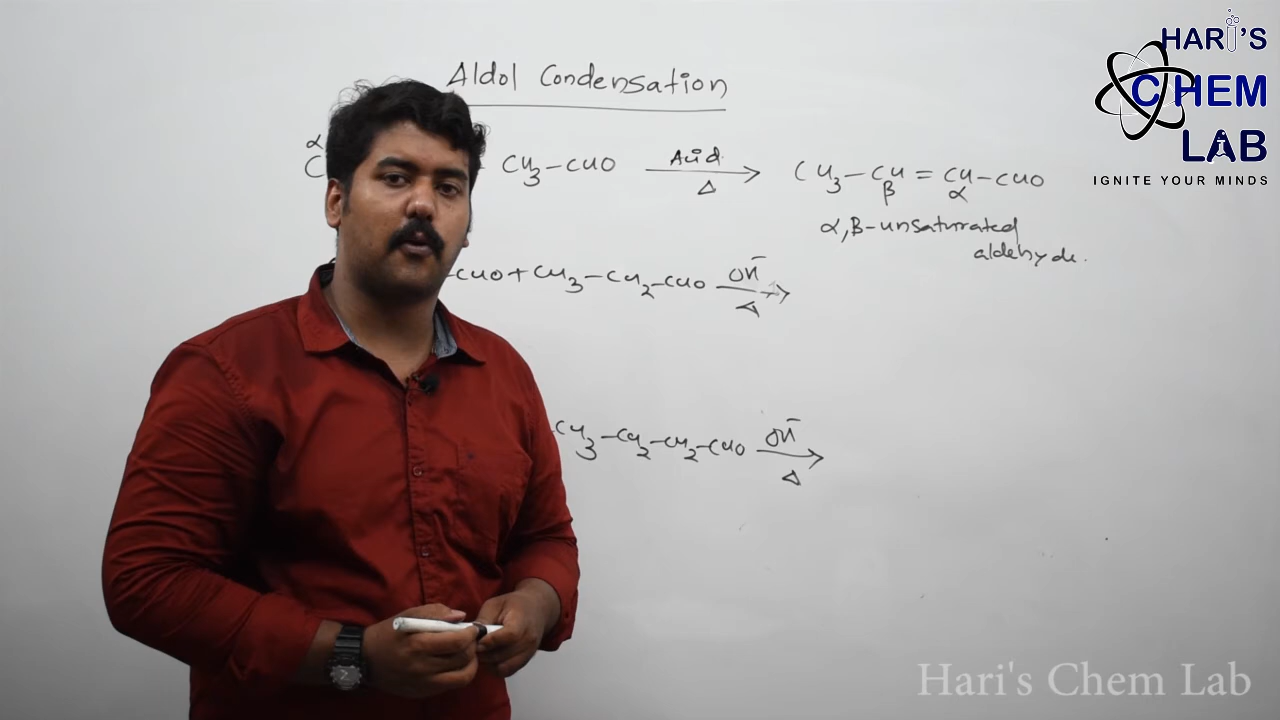 HARI'S
CHEM
LAB
IGNITE YOUR MINDS
Aldol Condensation
α
C + CH3-CHO Acid Δ → CH3-CH=CH-CHO
β α
α,β-unsaturated
aldehyde.
-CHO + CH3-CH2-CHO OH⁻ Δ →
CH3-CH2-CH2-CHO OH⁻ Δ →
Hari's Chem Lab